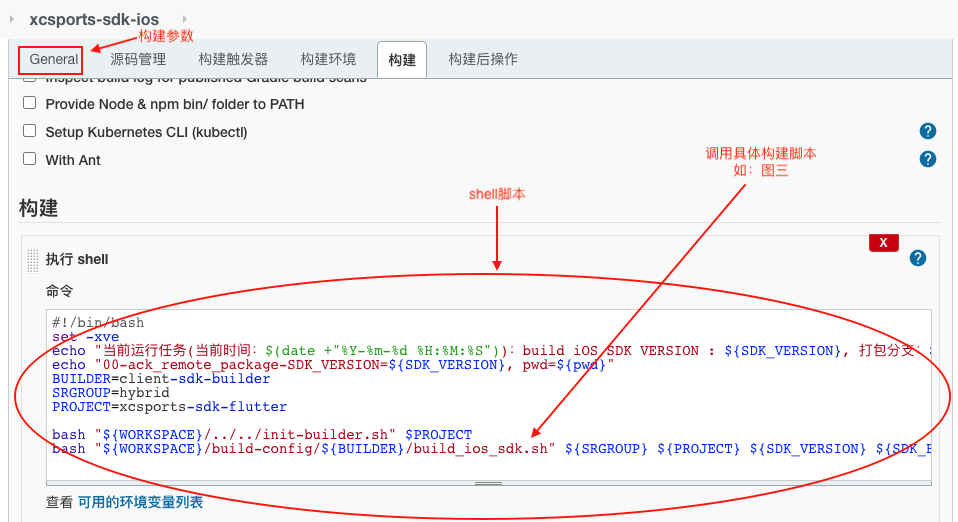 xcsports-sdk-ios
构建参数
General 源码管理 构建触发器 构建环境 构建 构建后操作
Inspect build log for published Gradle build scans
Provide Node & npm bin/ folder to PATH
Setup Kubernetes CLI (kubectl)
With Ant
调用具体构建脚本
如：图三
构建
shell脚本
X
执行 shell
命令
#!/bin/bash
set -xve
echo "当前运行任务(当前时间: $(date +"%Y-%m-%d %H:%M:%S")): build iOS SDK VERSION : ${SDK_VERSION}, 打包分支: $
echo "00-ack_remote_package-SDK_VERSION=${SDK_VERSION}, pwd=${pwd}"
BUILDER=client-sdk-builder
SRGROUP=hybrid
PROJECT=xcsports-sdk-flutter
bash "${WORKSPACE}/../../init-builder.sh" $PROJECT
bash "${WORKSPACE}/build-config/${BUILDER}/build_ios_sdk.sh" ${SRGROUP} ${PROJECT} ${SDK_VERSION} ${SDK_
查看 可用的环境变量列表